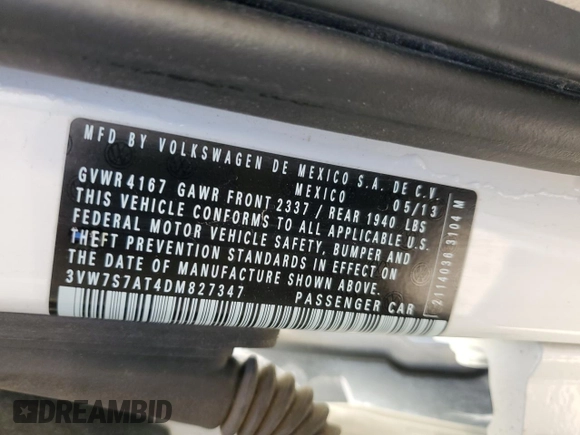 MFD BY VOLKSWAGEN DE MEXICO S.A. DE C.V.
MEXICO 05/13
GVWR 4167 GAWR FRONT 2337 / REAR 1940 LBS
THIS VEHICLE CONFORMS TO ALL APPLICABLE U.S.
FEDERAL MOTOR VEHICLE SAFETY, BUMPER AND
THEFT PREVENTION STANDARDS IN EFFECT ON
THE DATE OF MANUFACTURE SHOWN ABOVE.
3VW7S7AT4DM827347 PASSENGER CAR
2114036 3104 M
DREAMBID